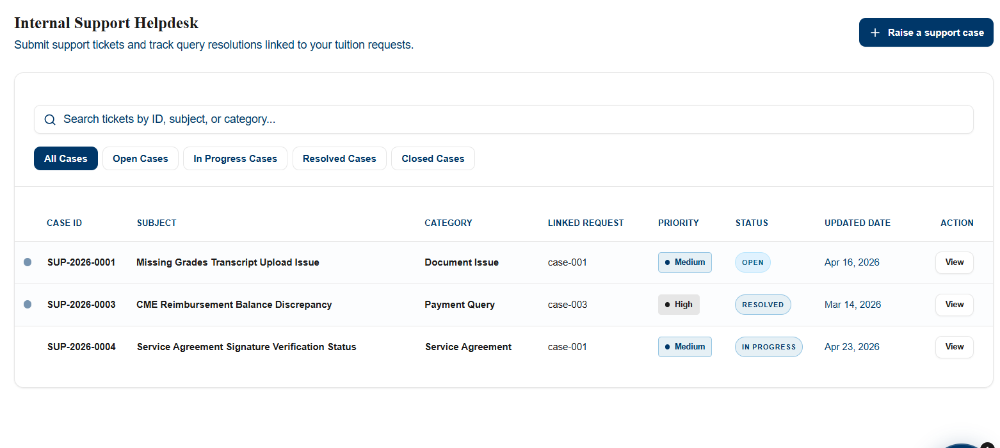 Internal Support Helpdesk
Submit support tickets and track query resolutions linked to your tuition requests.
Raise a support case
Search tickets by ID, subject, or category...
All Cases Open Cases In Progress Cases Resolved Cases Closed Cases
CASE ID SUBJECT CATEGORY LINKED REQUEST PRIORITY STATUS UPDATED DATE ACTION
SUP-2026-0001 Missing Grades Transcript Upload Issue Document Issue case-001 Medium OPEN Apr 16, 2026 View
SUP-2026-0003 CME Reimbursement Balance Discrepancy Payment Query case-003 High RESOLVED Mar 14, 2026 View
SUP-2026-0004 Service Agreement Signature Verification Status Service Agreement case-001 Medium IN PROGRESS Apr 23, 2026 View